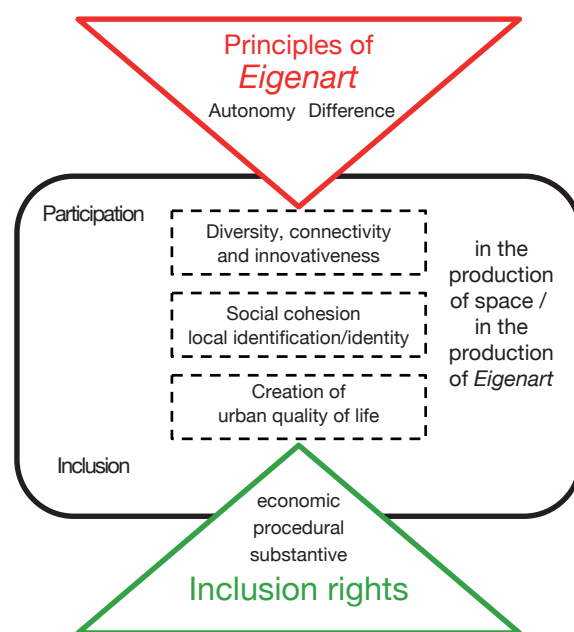 Principles of
Eigenart
Autonomy Difference
Participation
Diversity, connectivity
and innovativeness
Social cohesion
local identification/identity
Creation of
urban quality of life
in the
production
of space /
in the
production
of Eigenart
Inclusion
economic
procedural
substantive
Inclusion rights